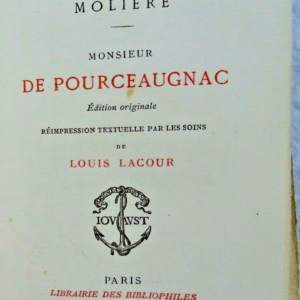 MOLIÈRE
MONSIEUR
DE POURCEAUGNAC
Édition originale
RÉIMPRESSION TEXTUELLE PAR LES SOINS
DE
LOUIS LACOUR
IOVAVST
PARIS
LIBRAIRIE DES BIBLIOPHILES